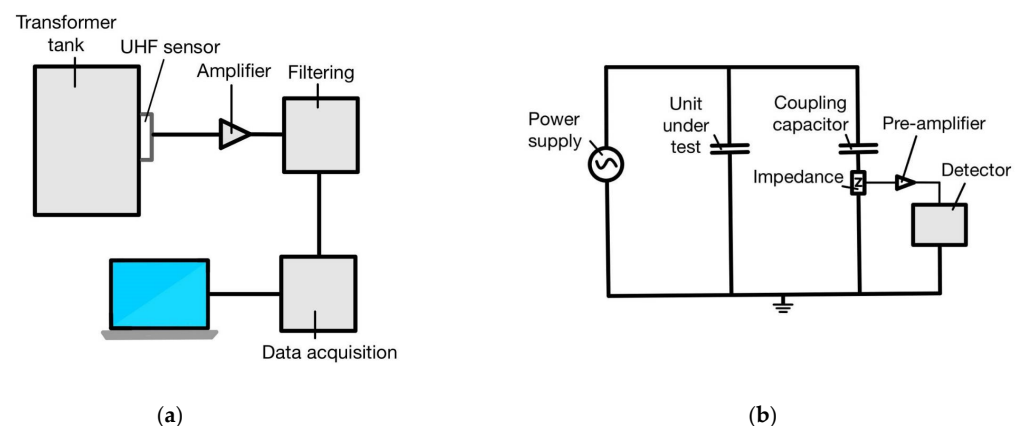 Transformer
tank
UHF sensor
Amplifier
Filtering
Data acquisition
(a)
Power
supply
Unit
under
test
Coupling
capacitor
Pre-amplifier
Impedance
Z
Detector
(b)